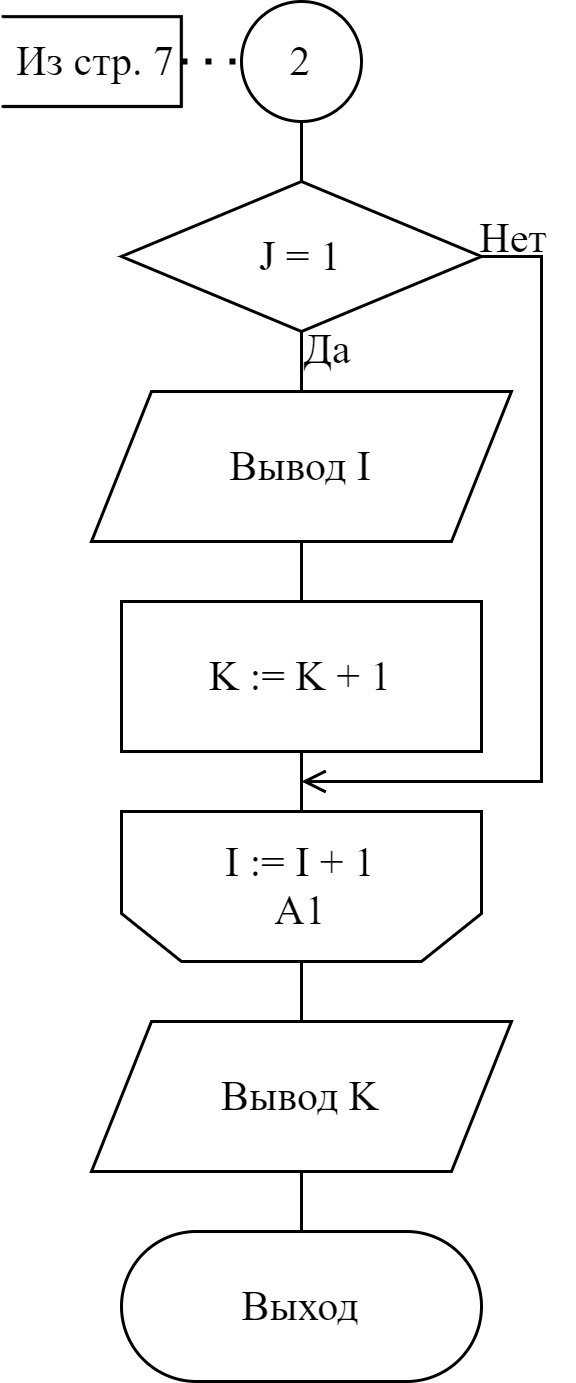 Из стр. 7
2
J = 1
Нет
Да
Вывод I
K := K + 1
I := I + 1
A1
Вывод K
Выход